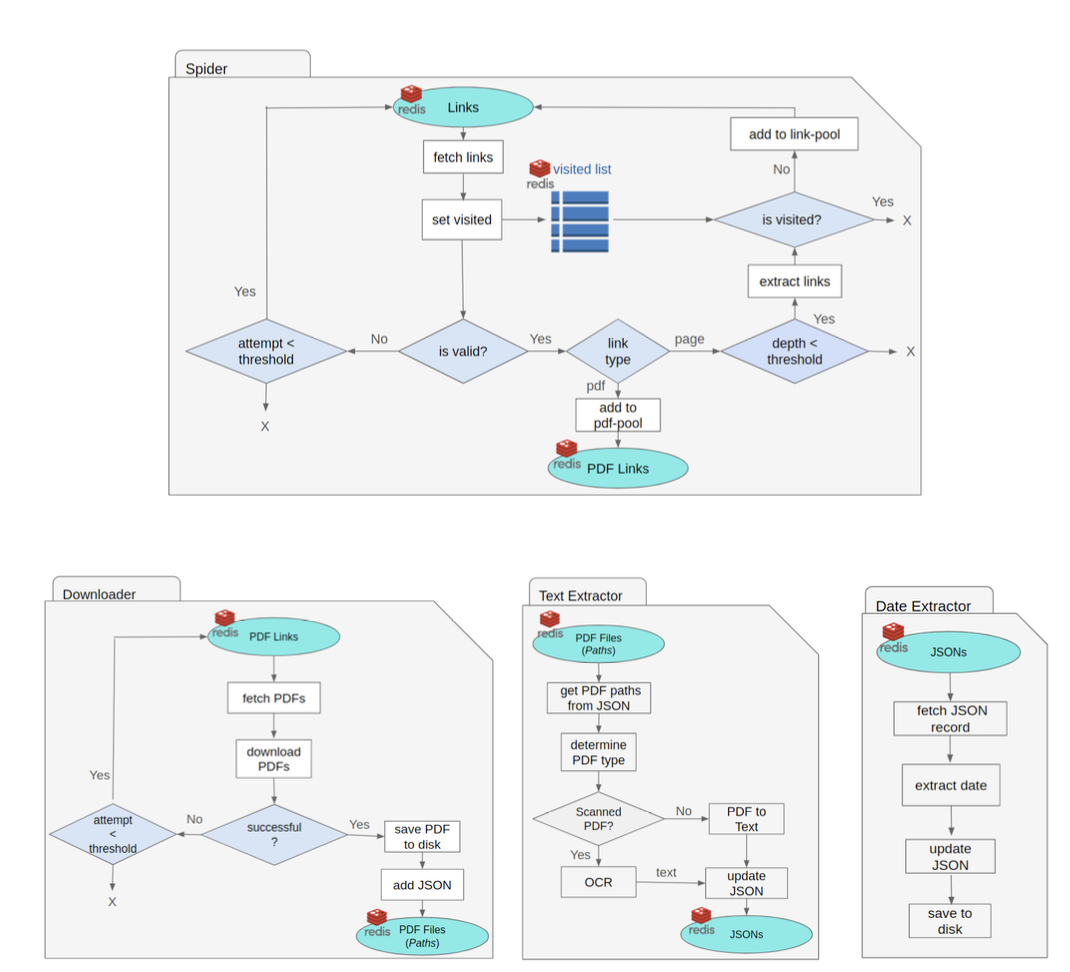 Spider
redis
Links
add to link-pool
fetch links
redis
visited list
No
set visited
is visited?
Yes
X
extract links
Yes
Yes
attempt <
threshold
No
is valid?
Yes
link
type
page
depth <
threshold
X
X
pdf
add to
pdf-pool
redis
PDF Links
Downloader
redis
PDF Links
fetch PDFs
download
PDFs
Yes
attempt
<
threshold
No
successful
?
Yes
save PDF
to disk
X
add JSON
redis
PDF Files
(Paths)
Text Extractor
redis
PDF Files
(Paths)
get PDF paths
from JSON
determine
PDF type
Scanned
PDF?
No
PDF to
Text
Yes
OCR
text
update
JSON
redis
JSONs
Date Extractor
redis
JSONs
fetch JSON
record
extract date
update
JSON
save to
disk